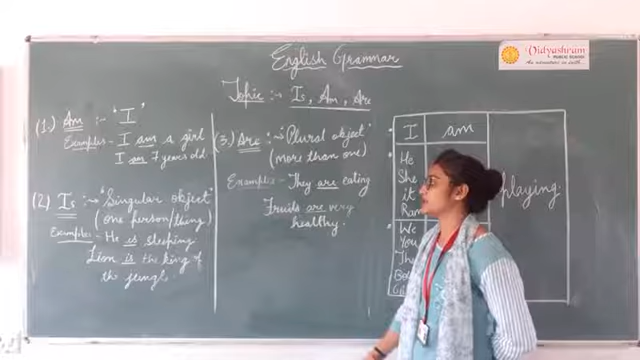 English Grammar
Topic :- Is, Am, Are
Vidyashram
(1.) Am :- "I"
Examples - I am a girl
I am 7 years old.
(2) Is :- "Singular object"
(one person/thing)
Examples - He is sleeping
Lion is the king of
the jungle.
(3.) Are :- "Plural object"
(more than one)
Examples - They are eating
Fruits are very
healthy.
I am
He
She
it
Ram
We
You
playing